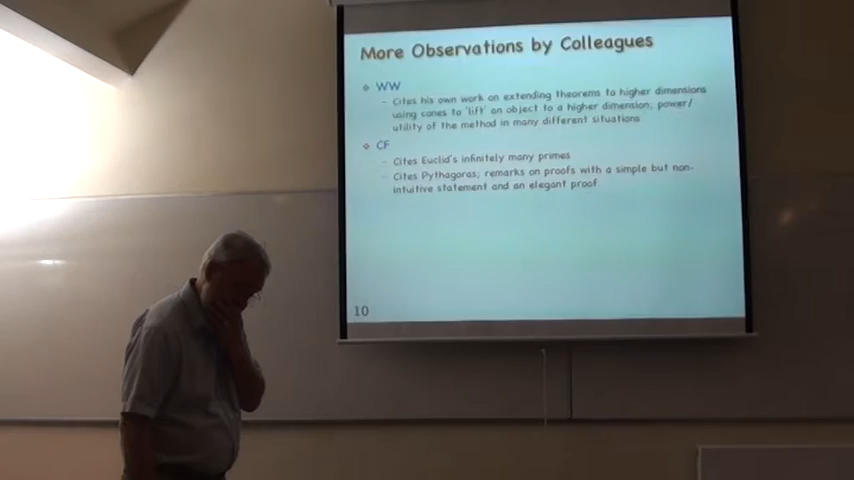 More Observations by Colleagues
WW
Cites his own work on extending theorems to higher dimensions
using cones to 'lift' an object to a higher dimension; power/
utility of the method in many different situations
CF
Cites Euclid's infinitely many primes
Cites Pythagoras; remarks on proofs with a simple but non-
intuitive statement and an elegant proof
10